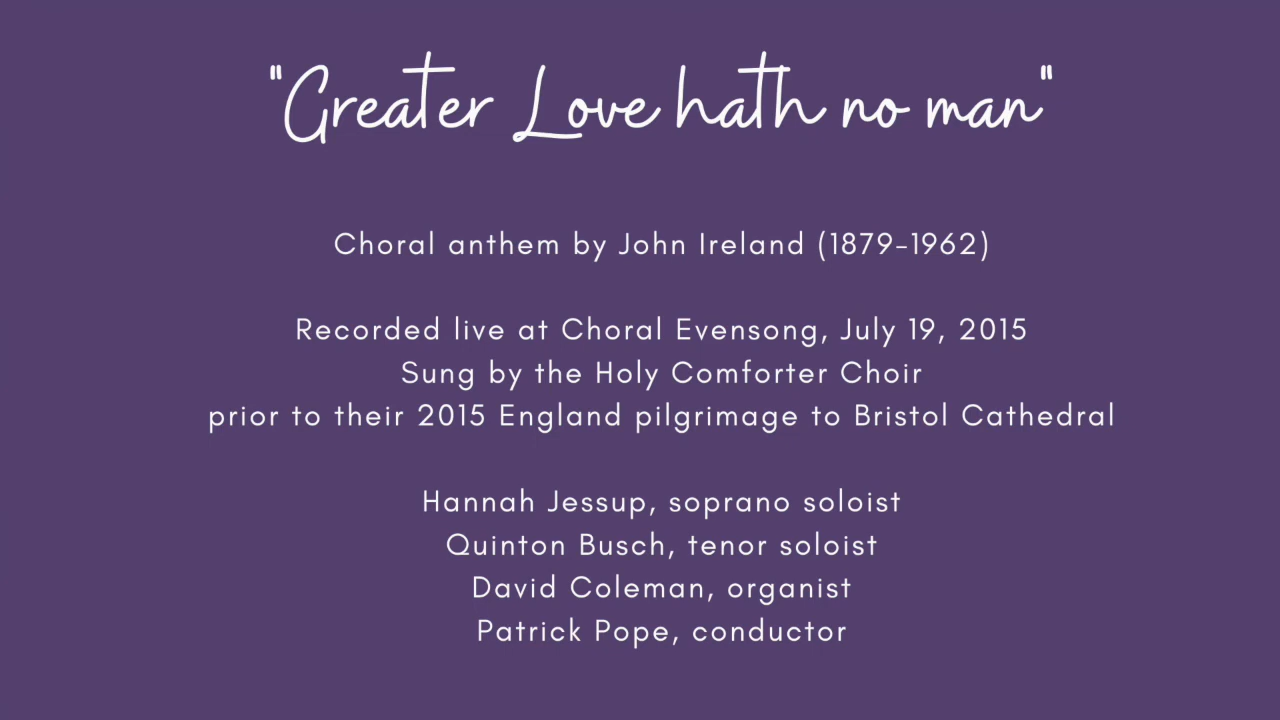 "Greater Love hath no man"
Choral anthem by John Ireland (1879-1962)
Recorded live at Choral Evensong, July 19, 2015
Sung by the Holy Comforter Choir
prior to their 2015 England pilgrimage to Bristol Cathedral
Hannah Jessup, soprano soloist
Quinton Busch, tenor soloist
David Coleman, organist
Patrick Pope, conductor